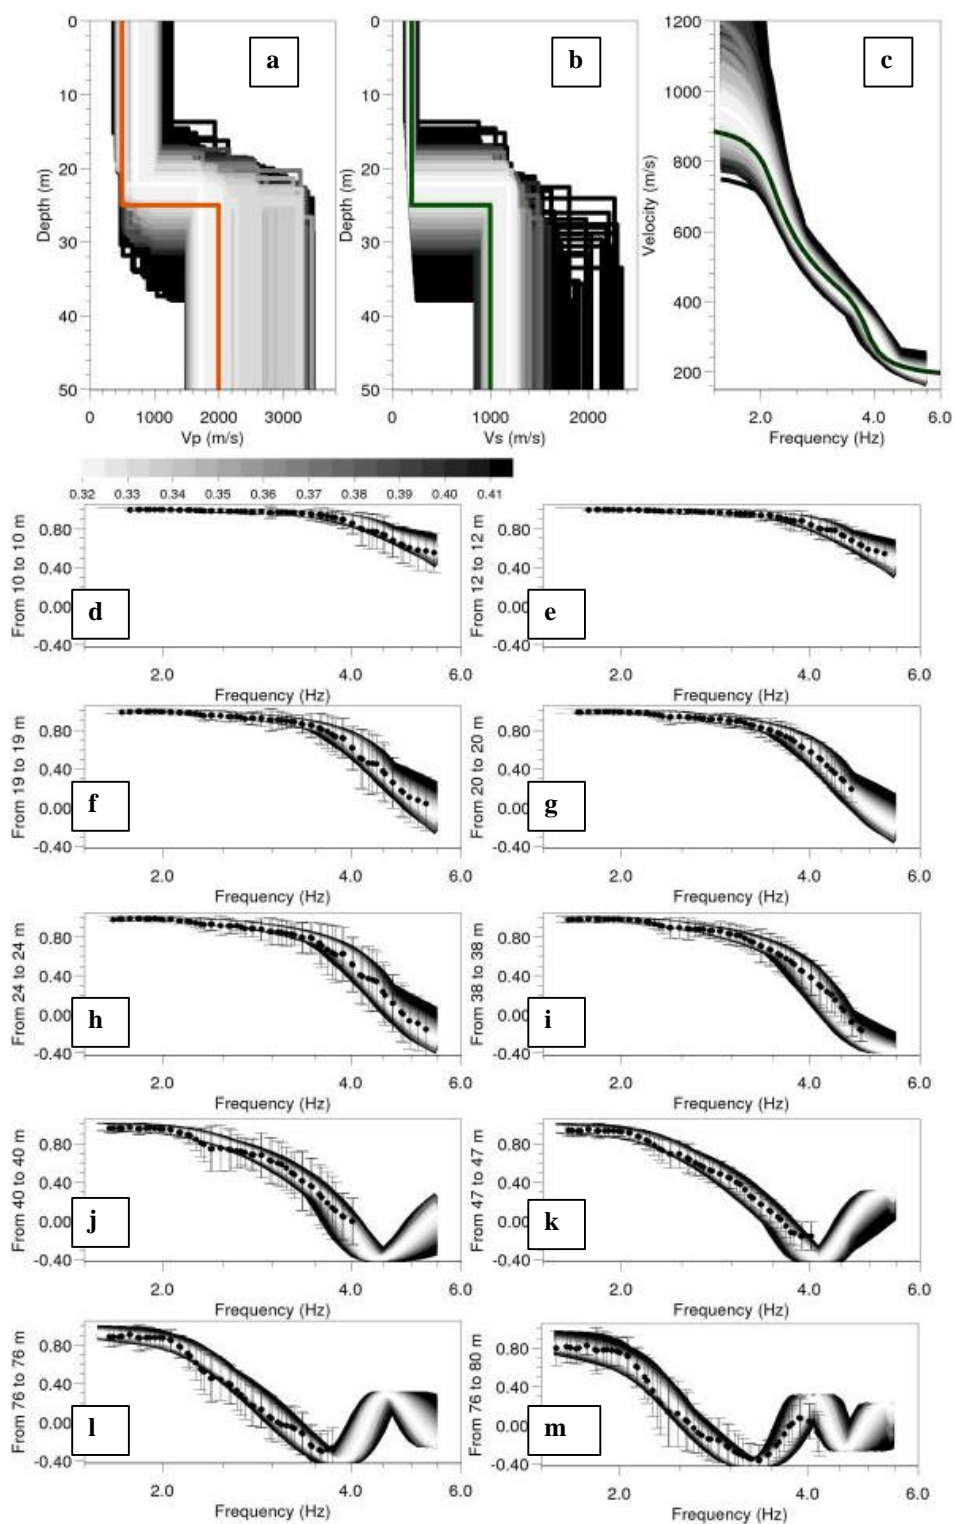 a
0
10
20
30
40
50
Depth (m)
0 1000 2000 3000
Vp (m/s)
b
0
10
20
30
40
50
Depth (m)
0 1000 2000
Vs (m/s)
c
1200
1000
800
600
400
200
Velocity (m/s)
2.0 4.0 6.0
Frequency (Hz)
0.32 0.33 0.34 0.35 0.36 0.37 0.38 0.39 0.40 0.41
From 10 to 10 m
0.80
0.40
0.00
-0.40
d
2.0 4.0 6.0
Frequency (Hz)
From 12 to 12 m
0.80
0.40
0.00
-0.40
e
2.0 4.0 6.0
Frequency (Hz)
From 19 to 19 m
0.80
0.40
0.00
-0.40
f
2.0 4.0 6.0
Frequency (Hz)
From 20 to 20 m
0.80
0.40
0.00
-0.40
g
2.0 4.0 6.0
Frequency (Hz)
From 24 to 24 m
0.80
0.40
0.00
-0.40
h
2.0 4.0 6.0
Frequency (Hz)
From 38 to 38 m
0.80
0.40
0.00
-0.40
i
2.0 4.0 6.0
Frequency (Hz)
From 40 to 40 m
0.80
0.40
0.00
-0.40
j
2.0 4.0 6.0
Frequency (Hz)
From 47 to 47 m
0.80
0.40
0.00
-0.40
k
2.0 4.0 6.0
Frequency (Hz)
From 76 to 76 m
0.80
0.40
0.00
-0.40
l
2.0 4.0 6.0
Frequency (Hz)
From 76 to 80 m
0.80
0.40
0.00
-0.40
m
2.0 4.0 6.0
Frequency (Hz)